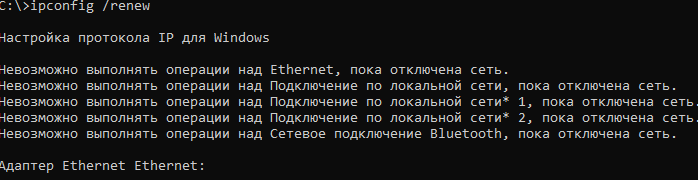 C:\>ipconfig /renew
Настройка протокола IP для Windows
Невозможно выполнять операции над Ethernet, пока отключена сеть.
Невозможно выполнять операции над Подключение по локальной сети, пока отключена сеть.
Невозможно выполнять операции над Подключение по локальной сети* 1, пока отключена сеть.
Невозможно выполнять операции над Подключение по локальной сети* 2, пока отключена сеть.
Невозможно выполнять операции над Сетевое подключение Bluetooth, пока отключена сеть.
Адаптер Ethernet Ethernet: